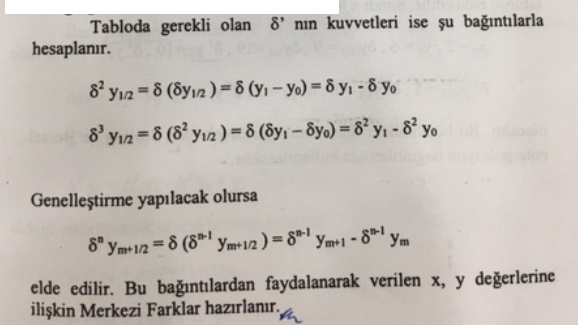 Tabloda gerekli olan δ' nın kuvvetleri ise şu bağıntılarla
hesaplanır.
δ² y₁/₂ = δ (δy₁/₂ ) = δ (y₁ – y₀) = δ y₁ - δ y₀
δ³ y₁/₂ = δ (δ² y₁/₂ ) = δ (δy₁ – δy₀) = δ² y₁ - δ² y₀
Genelleştirme yapılacak olursa
δⁿ yₘ₊₁/₂ = δ (δⁿ⁻¹ yₘ₊₁/₂ ) = δⁿ⁻¹ yₘ₊₁ - δⁿ⁻¹ yₘ
elde edilir. Bu bağıntılardan faydalanarak verilen x, y değerlerine
ilişkin Merkezi Farklar hazırlanır.